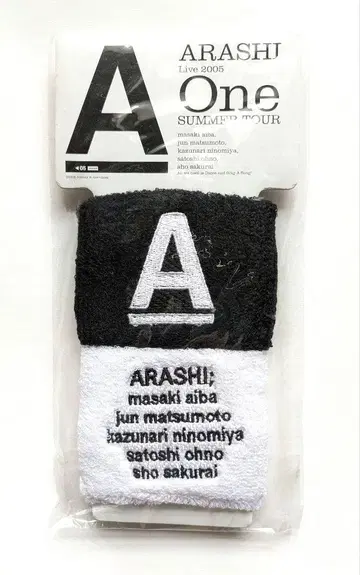 A
ARASHI
Live 2005
One
SUMMER TOUR
masaki aiba,
jun matsumoto,
kazunari ninomiya,
satoshi ohno
sho sakurai
A
ARASHI;
masaki aiba
jun matsumoto
kazunari ninomiya
satoshi ohno
sho sakurai